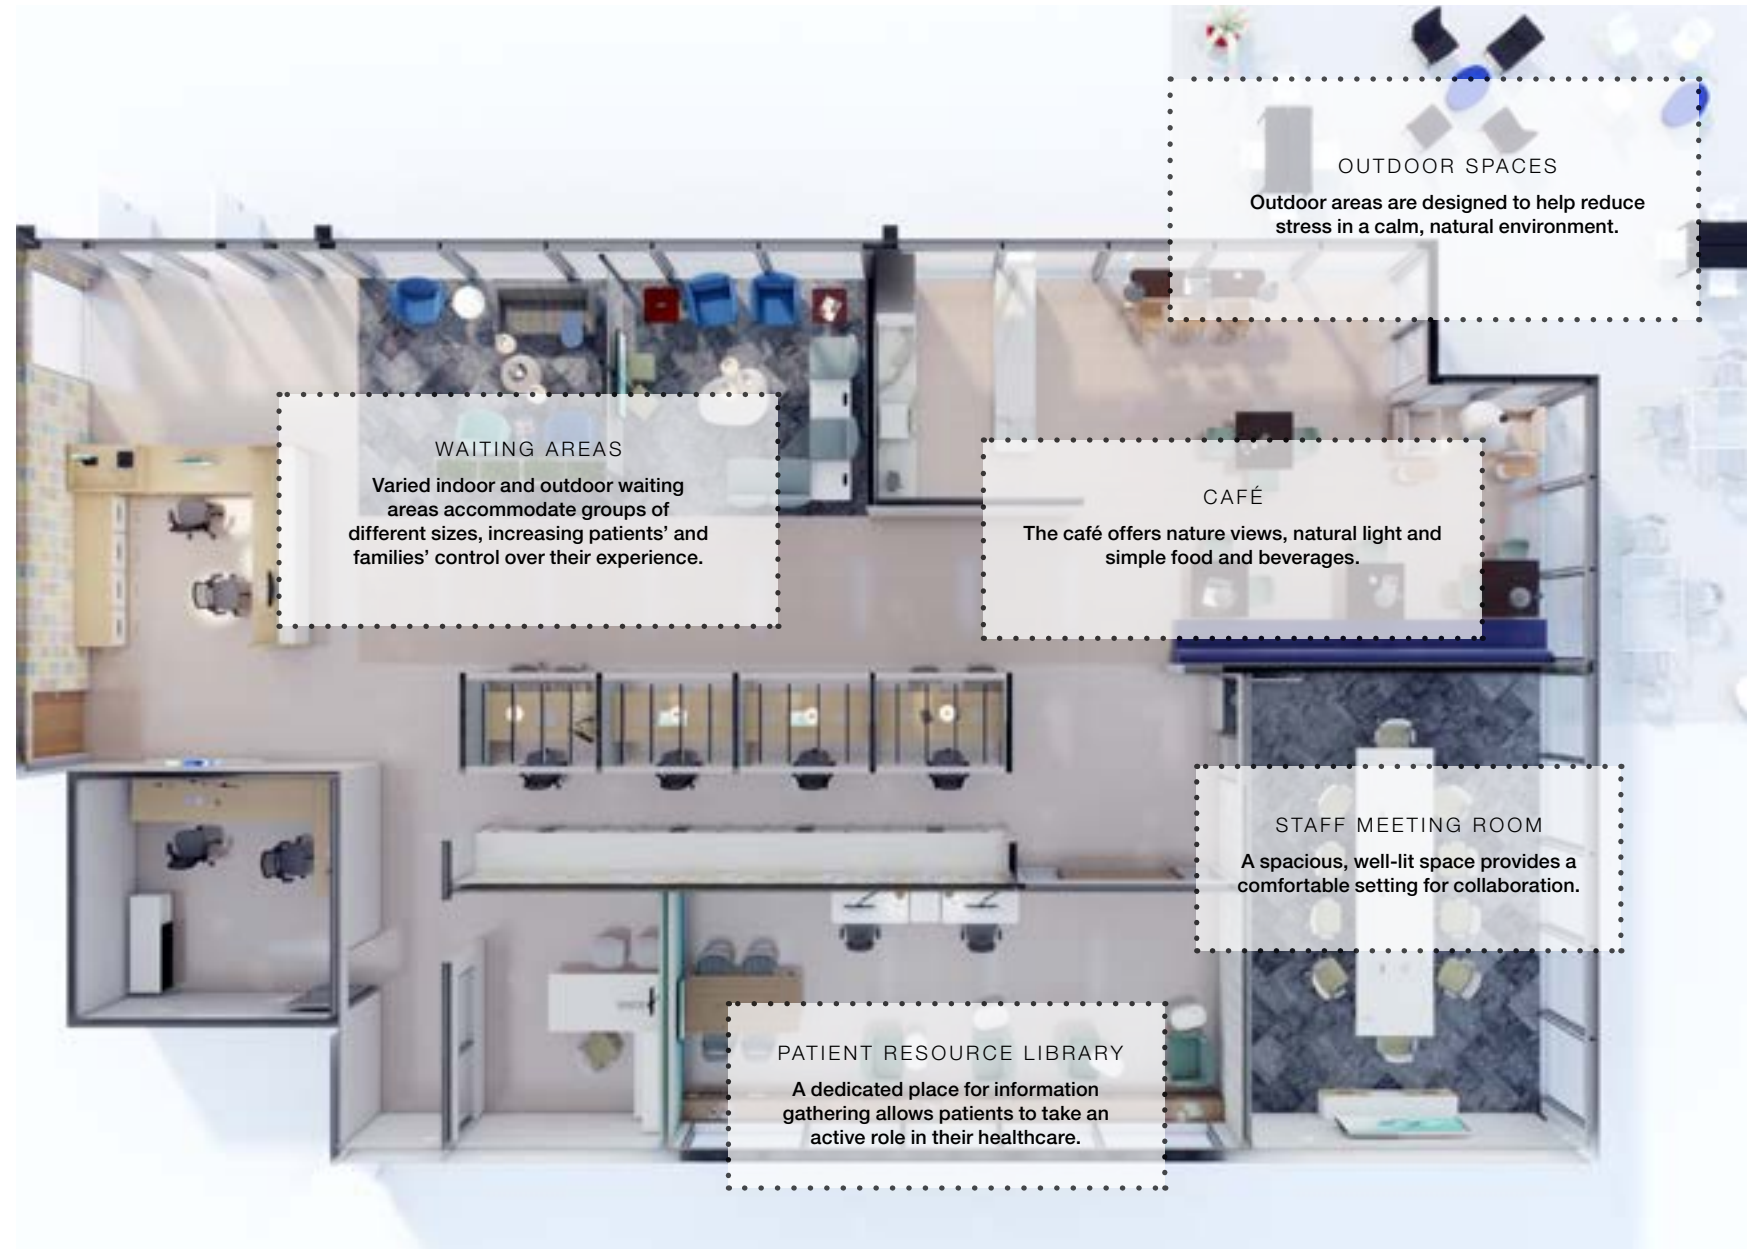 OUTDOOR SPACES
Outdoor areas are designed to help reduce
stress in a calm, natural environment.
WAITING AREAS
Varied indoor and outdoor waiting
areas accommodate groups of
different sizes, increasing patients’ and
families’ control over their experience.
CAFÉ
The café offers nature views, natural light and
simple food and beverages.
STAFF MEETING ROOM
A spacious, well-lit space provides a
comfortable setting for collaboration.
PATIENT RESOURCE LIBRARY
A dedicated place for information
gathering allows patients to take an
active role in their healthcare.